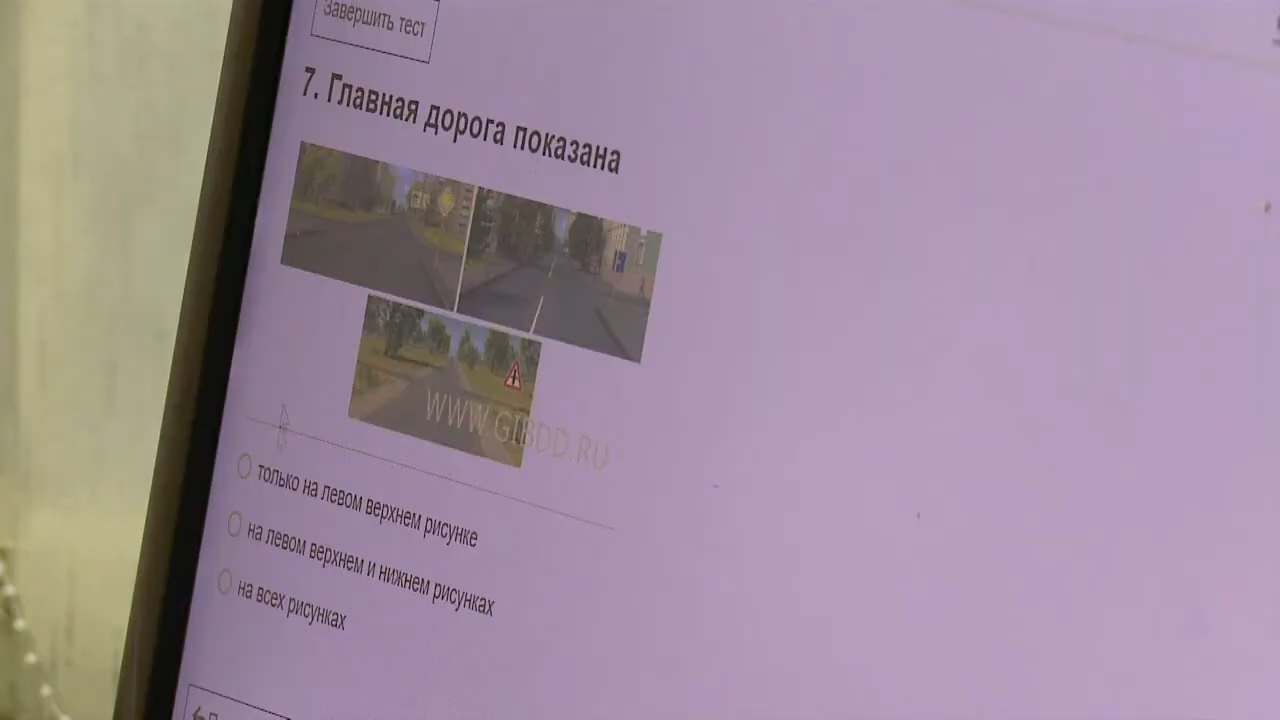 Завершить тест
7. Главная дорога показана
WWW.GIBDD.RU
только на левом верхнем рисунке
на левом верхнем и нижнем рисунках
на всех рисунках